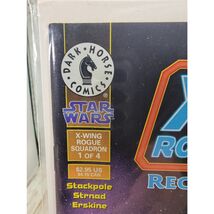 DARK HORSE
COMICS
STAR
WARS
X-WING
ROGUE
SQUADRON
1 OF 4
$2.95 US
Stackpole
Strnad
Erskine
X
RO
REC